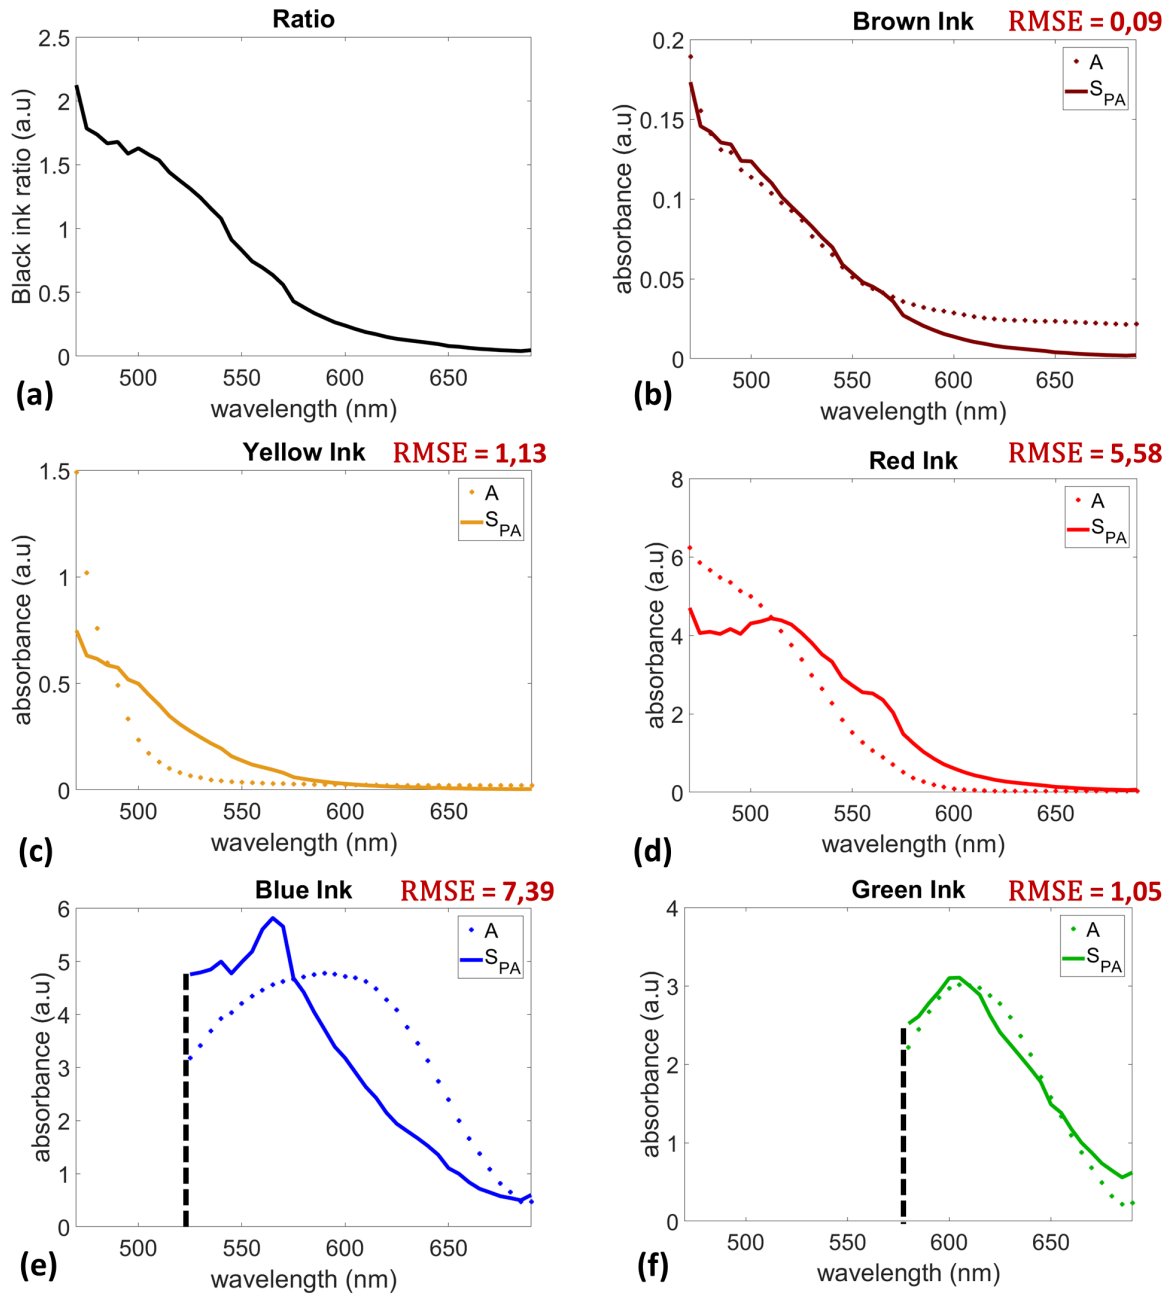 Ratio
2.5
2
1.5
1
0.5
0
Black ink ratio (a.u)
500 550 600 650
wavelength (nm)
(a)
Brown Ink RMSE = 0,09
0.2
0.15
0.1
0.05
0
absorbance (a.u)
A
S_PA
500 550 600 650
wavelength (nm)
(b)
Yellow Ink RMSE = 1,13
1.5
1
0.5
0
absorbance (a.u)
A
S_PA
500 550 600 650
wavelength (nm)
(c)
Red Ink RMSE = 5,58
8
6
4
2
0
absorbance (a.u)
A
S_PA
500 550 600 650
wavelength (nm)
(d)
Blue Ink RMSE = 7,39
6
5
4
3
2
1
0
absorbance (a.u)
A
S_PA
500 550 600 650
wavelength (nm)
(e)
Green Ink RMSE = 1,05
4
3
2
1
0
absorbance (a.u)
A
S_PA
500 550 600 650
wavelength (nm)
(f)